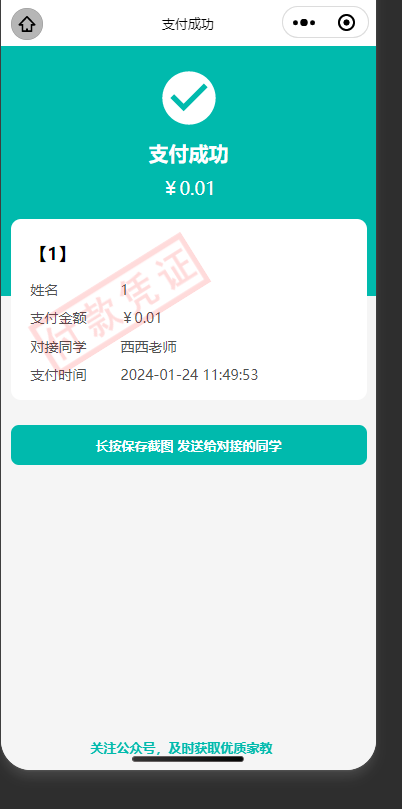 支付成功
支付成功
￥0.01
【1】
姓名 1
支付金额 ￥0.01
对接同学 西西老师
支付时间 2024-01-24 11:49:53
付款凭证
长按保存截图 发送给对接的同学
关注公众号，及时获取优质家教